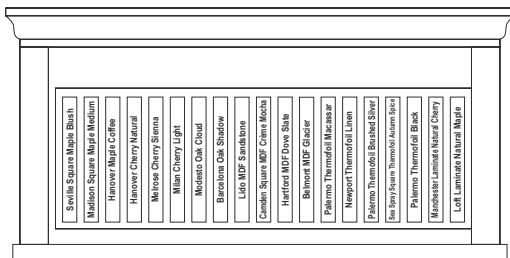 Seville Square Maple Blush
Madison Square Maple Medium
Hanover Maple Coffee
Hanover Cherry Natural
Melrose Cherry Sienna
Milan Cherry Light
Modesto Oak Cloud
Barcelona Oak Shadow
Lido MDF Sandstone
Camden Square MDF Crème Mocha
Hartford MDF Dove Slate
Belmont MDF Glacier
Palermo Thermofoil Macassar
Newport Thermofoil Linen
Palermo Thermofoil Brushed Silver
Sea Spray Square Thermofoil Autumn Spice
Palermo Thermofoil Black
Manchester Laminate Natural Cherry
Loft Laminate Natural Maple